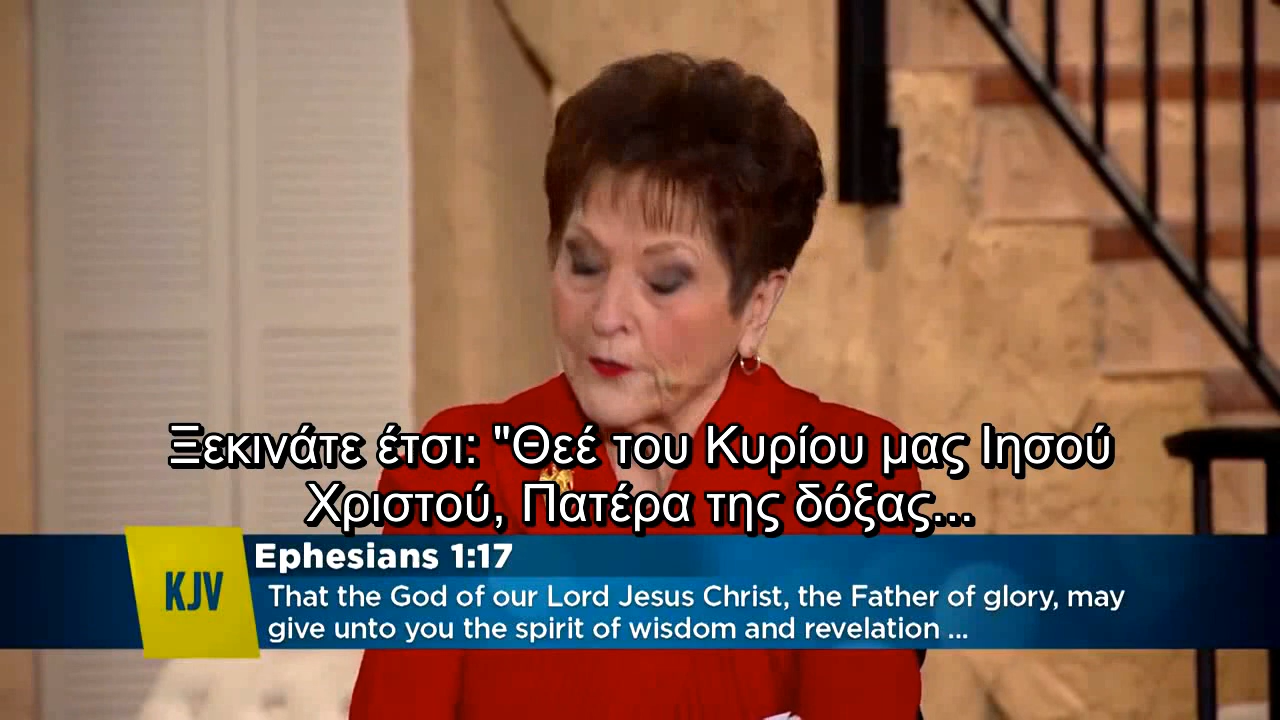 Ξεκινάτε έτσι: "Θεέ του Κυρίου μας Ιησού
Χριστού, Πατέρα της δόξας...
KJV
Ephesians 1:17
That the God of our Lord Jesus Christ, the Father of glory, may
give unto you the spirit of wisdom and revelation ...